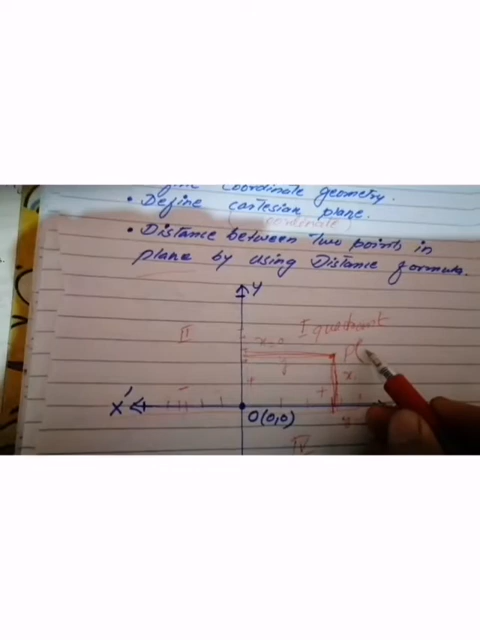 coordinate geometry.
• Define cartesian plane.
(coordinate)
• Distance between two points in
plane by using Distance formula.
Y
II I quadrant
x=0 P(
y x
+ +
–
X' O(0,0) y
IV